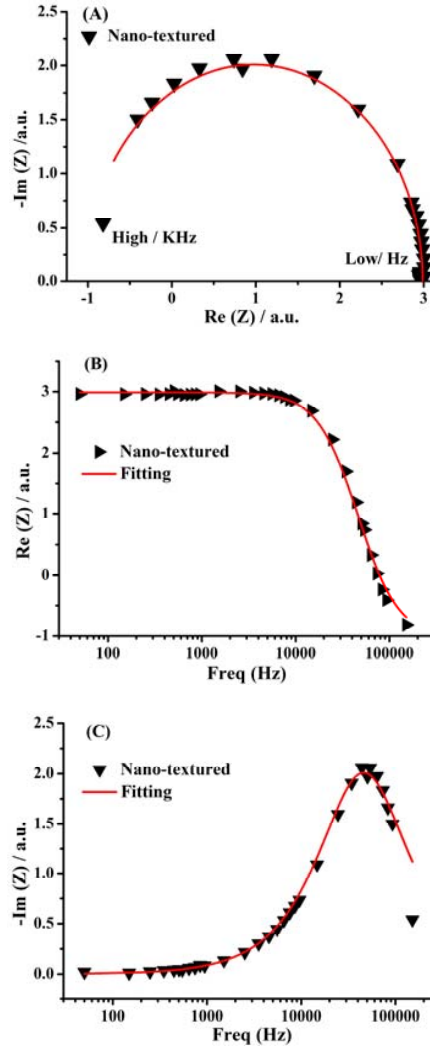 (A)
Nano-textured
2.5
2.0
1.5
1.0
0.5
0.0
-Im (Z) /a.u.
High / KHz
Low/ Hz
-1 0 1 2 3
Re (Z) / a.u.
(B)
4
3
2
1
0
-1
Re (Z) / a.u.
Nano-textured
Fitting
100 1000 10000 100000
Freq (Hz)
(C)
2.5
2.0
1.5
1.0
0.5
0.0
-Im (Z) / a.u.
Nano-textured
Fitting
100 1000 10000 100000
Freq (Hz)